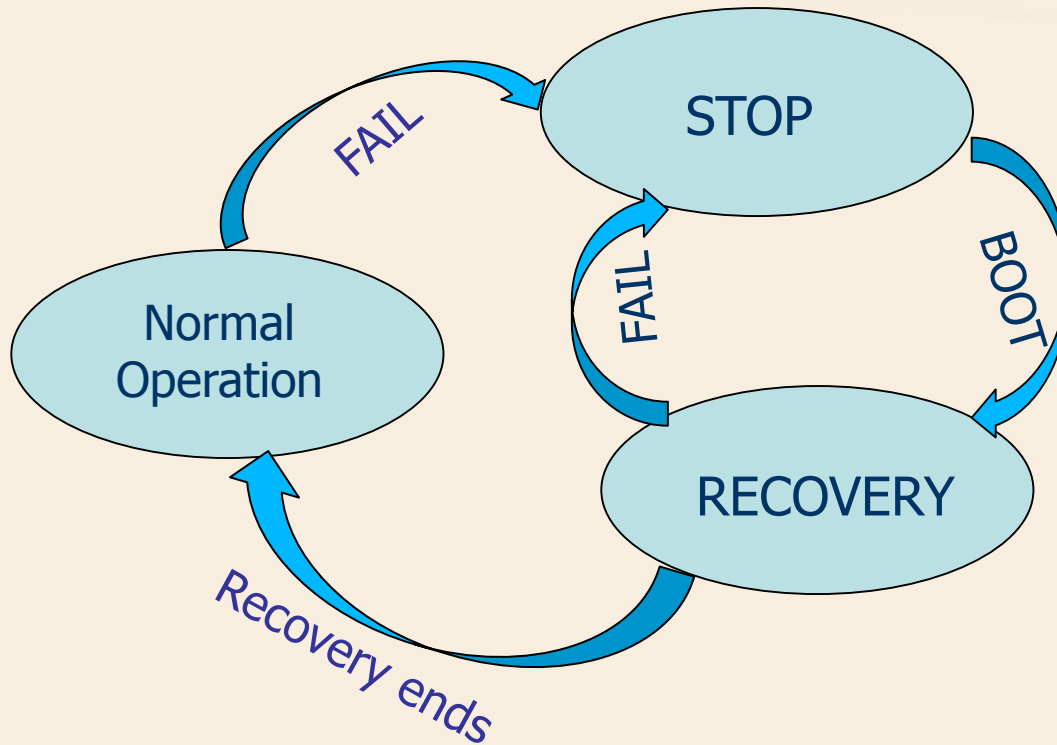 FAIL
STOP
Normal
Operation
FAIL
BOOT
RECOVERY
Recovery ends